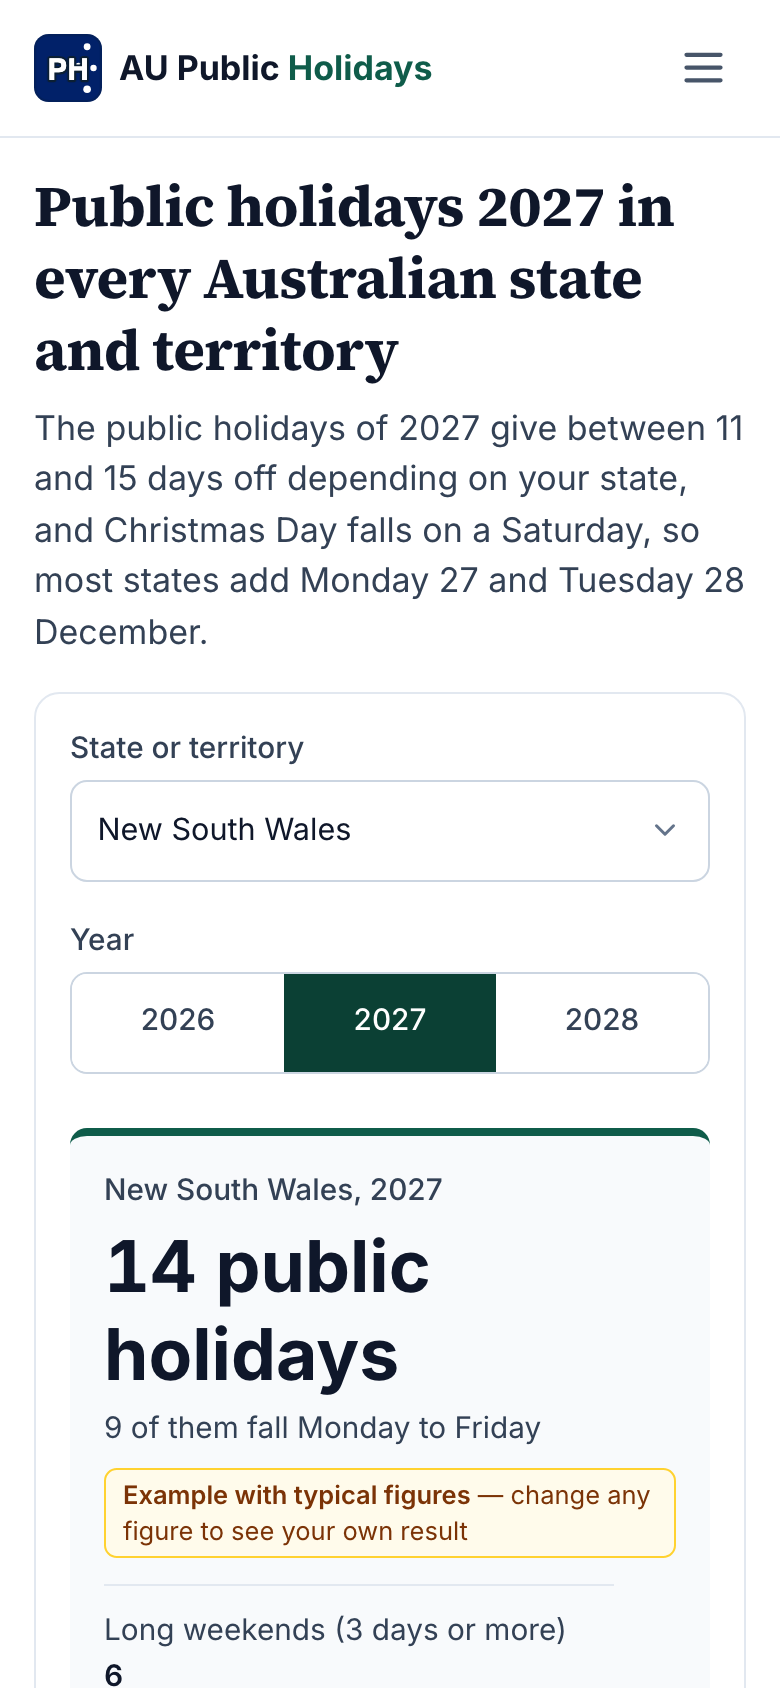 PH
AU Public Holidays
Public holidays 2027 in
every Australian state
and territory
The public holidays of 2027 give between 11
and 15 days off depending on your state,
and Christmas Day falls on a Saturday, so
most states add Monday 27 and Tuesday 28
December.
State or territory
New South Wales
Year
2026 2027 2028
New South Wales, 2027
14 public
holidays
9 of them fall Monday to Friday
Example with typical figures — change any
figure to see your own result
Long weekends (3 days or more)
6